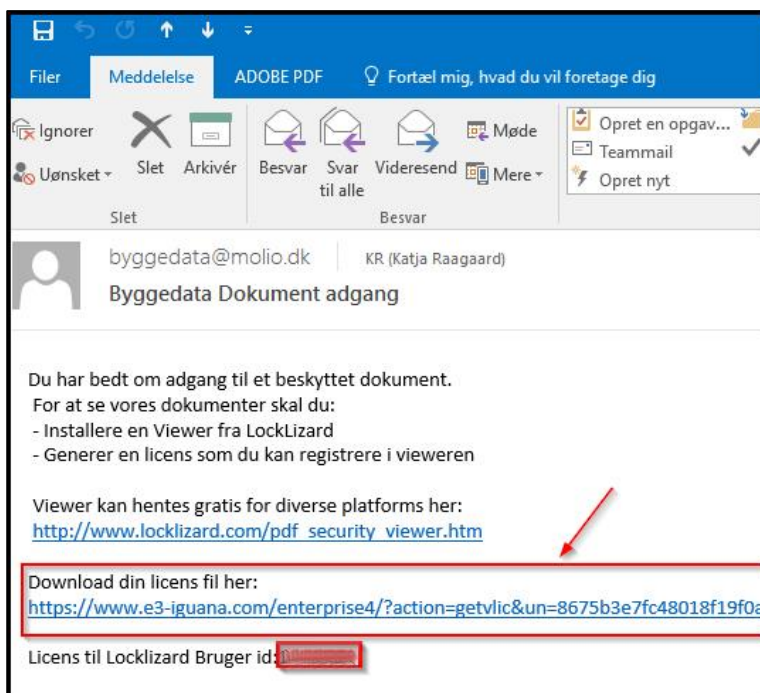 Filer Meddelelse ADOBE PDF Fortæl mig, hvad du vil foretage dig
Ignorer
Uønsket
Slet
Arkivér
Slet
Besvar
Svar
til alle
Videresend
Møde
Mere
Besvar
Opret en opgav...
Teammail
Opret nyt
byggedata@molio.dk KR (Katja Raagaard)
Byggedata Dokument adgang
Du har bedt om adgang til et beskyttet dokument.
For at se vores dokumenter skal du:
- Installere en Viewer fra LockLizard
- Generer en licens som du kan registrere i vieweren
Viewer kan hentes gratis for diverse platforms her:
http://www.locklizard.com/pdf_security_viewer.htm
Download din licens fil her:
https://www.e3-iguana.com/enterprise4/?action=getvlic&un=8675b3e7fc48018f19f0a
Licens til Locklizard Bruger id: